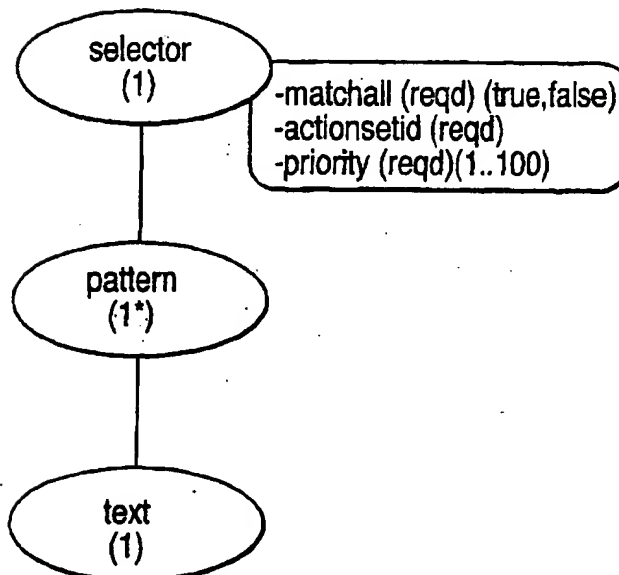 selector
(1)
-matchall (reqd) (true,false)
-actionsetid (reqd)
-priority (reqd)(1..100)
pattern
(1*)
text
(1)